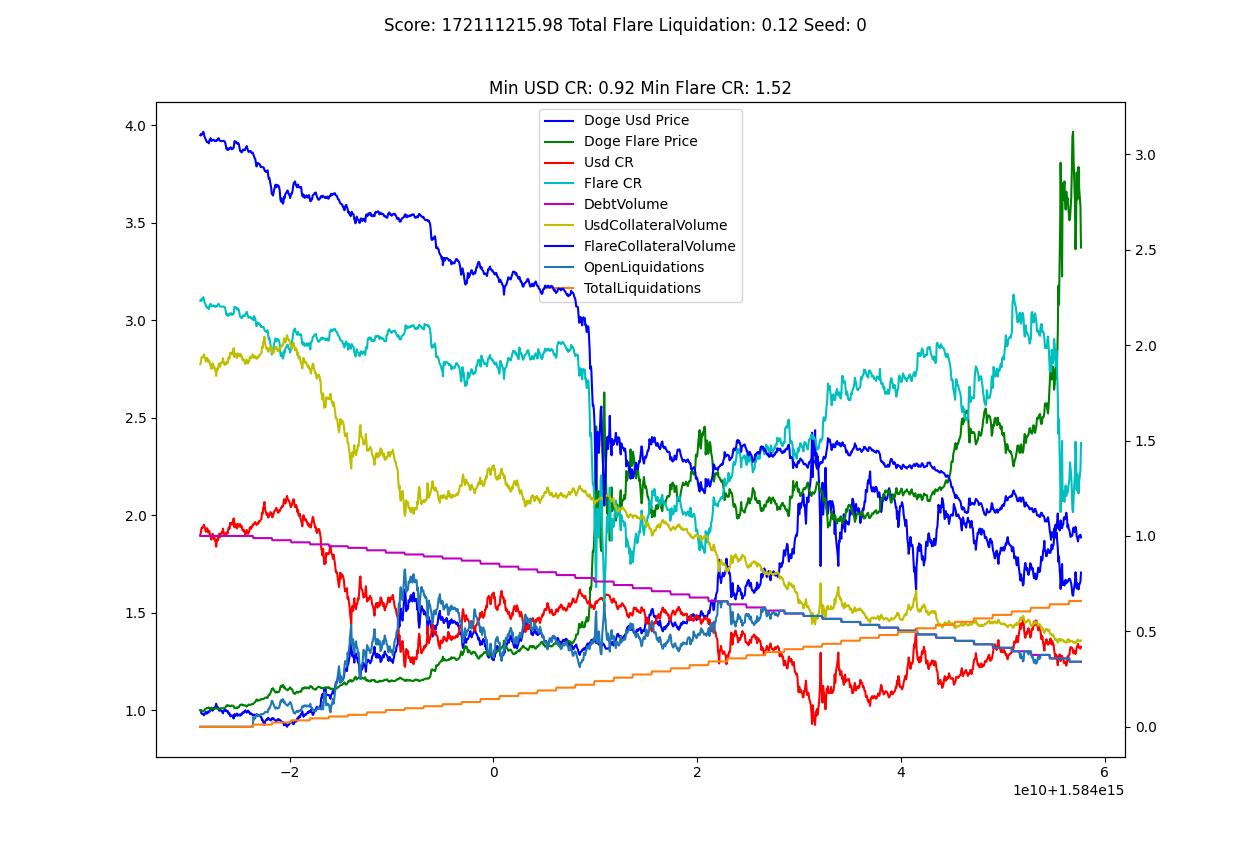 Score: 172111215.98 Total Flare Liquidation: 0.12 Seed: 0
Min USD CR: 0.92 Min Flare CR: 1.52
Doge Usd Price
Doge Flare Price
Usd CR
Flare CR
DebtVolume
UsdCollateralVolume
FlareCollateralVolume
OpenLiquidations
TotalLiquidations
4.0
3.5
3.0
2.5
2.0
1.5
1.0
3.0
2.5
2.0
1.5
1.0
0.5
0.0
−2 0 2 4 6
1e10+1.584e15